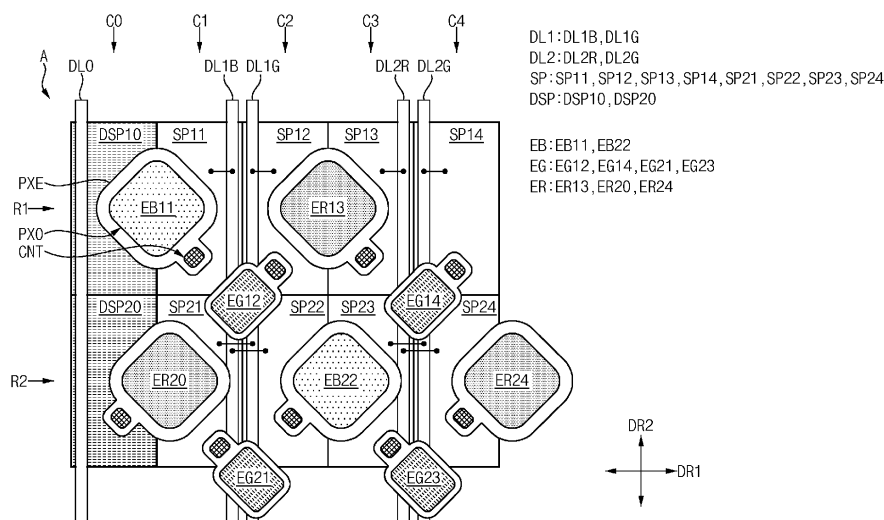 C0 C1 C2 C3 C4
A DL0 DL1B DL1G DL2R DL2G
DL1:DL1B,DL1G
DL2:DL2R,DL2G
SP:SP11,SP12,SP13,SP14,SP21,SP22,SP23,SP24
DSP:DSP10,DSP20
EB:EB11,EB22
EG:EG12,EG14,EG21,EG23
ER:ER13,ER20,ER24
DSP10 SP11 SP12 SP13 SP14
PXE
R1 EB11 ER13
PXO
CNT
EG12 EG14
DSP20 SP21 SP22 SP23 SP24
R2 ER20 EB22 ER24
EG21 EG23
DR2
DR1